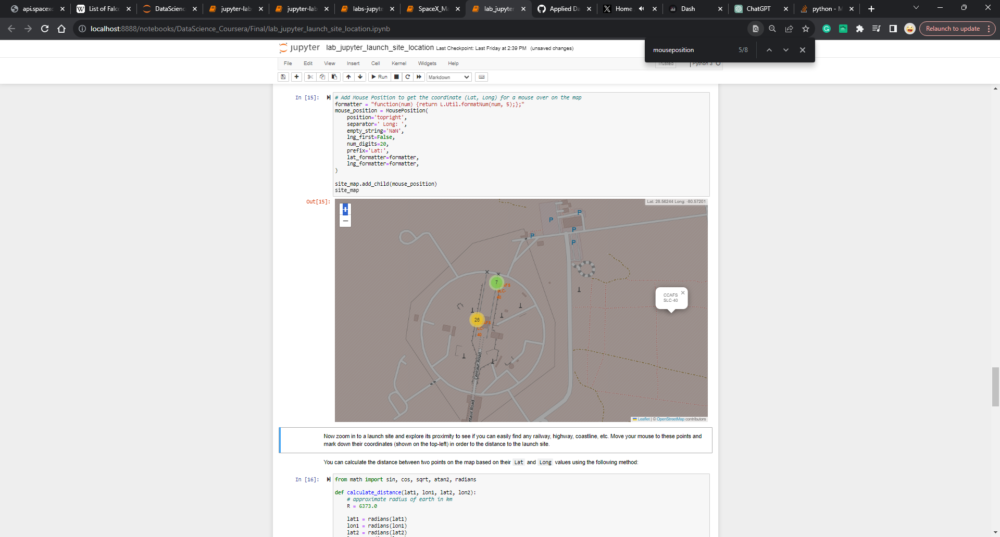 api.spacex
List of Falc
DataScienc
jupyter-lab
jupyter-lab
labs-jupyte
SpaceX_Ma
lab_jupyter
Applied Da
Home
Dash
ChatGPT
python - M
localhost:8888/notebooks/DataScience_Coursera/Final/lab_jupyter_launch_site_location.ipynb
Relaunch to update
mouseposition 5/8
jupyter lab_jupyter_launch_site_location Last Checkpoint: Last Friday at 2:39 PM (unsaved changes)
File Edit View Insert Cell Kernel Widgets Help
Trusted Python 3
Run Markdown
In [15]:
# Add Mouse Position to get the coordinate (Lat, Long) for a mouse over on the map
formatter = "function(num) {return L.Util.formatNum(num, 5);};"
mouse_position = MousePosition(
position='topright',
separator=' Long: ',
empty_string='NaN',
lng_first=False,
num_digits=20,
prefix='Lat:',
lat_formatter=formatter,
lng_formatter=formatter,
)
site_map.add_child(mouse_position)
site_map
Out[15]:
+
−
Lat: 28.56244 Long: -80.57201
P
P
P
P
P
7
26
40
CCAFS
SLC-40
×
Centaur Road
ntaur Road
Leaflet | © OpenStreetMap contributors
Now zoom in to a launch site and explore its proximity to see if you can easily find any railway, highway, coastline, etc. Move your mouse to these points and
mark down their coordinates (shown on the top-left) in order to the distance to the launch site.
You can calculate the distance between two points on the map based on their Lat and Long values using the following method:
In [16]:
from math import sin, cos, sqrt, atan2, radians
def calculate_distance(lat1, lon1, lat2, lon2):
# approximate radius of earth in km
R = 6373.0
lat1 = radians(lat1)
lon1 = radians(lon1)
lat2 = radians(lat2)